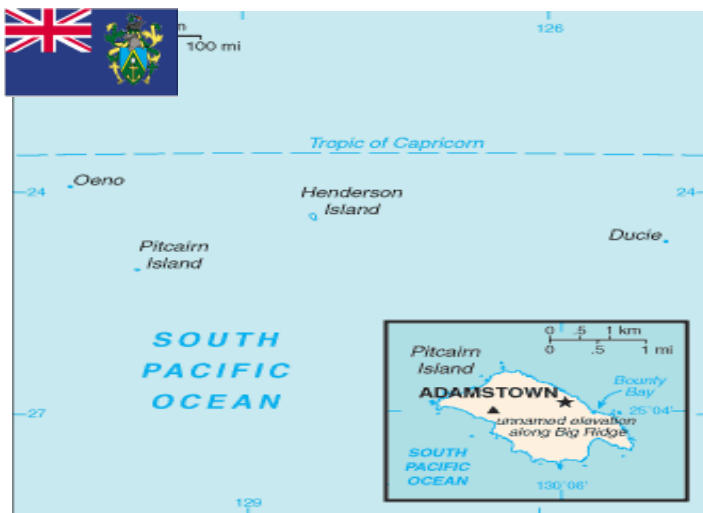 126
100 mi
Tropic of Capricorn
Oeno
24
Henderson
Island
24
Ducie
Pitcairn
Island
SOUTH
PACIFIC
OCEAN
27
129
0 .5 1 km
0 .5 1 mi
Pitcairn
Island
Bounty
Bay
ADAMSTOWN
25°04'
unnamed elevation
along Big Ridge
SOUTH
PACIFIC
OCEAN
130°06'